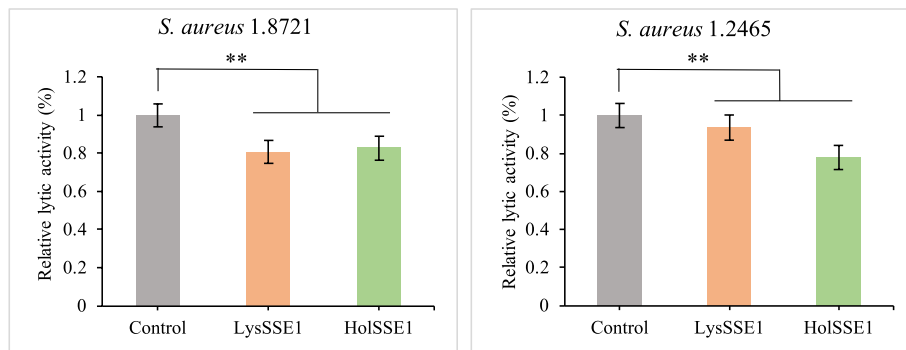 S. aureus 1.8721
**
Relative lytic activity (%)
1.2
1
0.8
0.6
0.4
0.2
0
Control LysSSE1 HolSSE1
S. aureus 1.2465
**
Relative lytic activity (%)
1.2
1
0.8
0.6
0.4
0.2
0
Control LysSSE1 HolSSE1